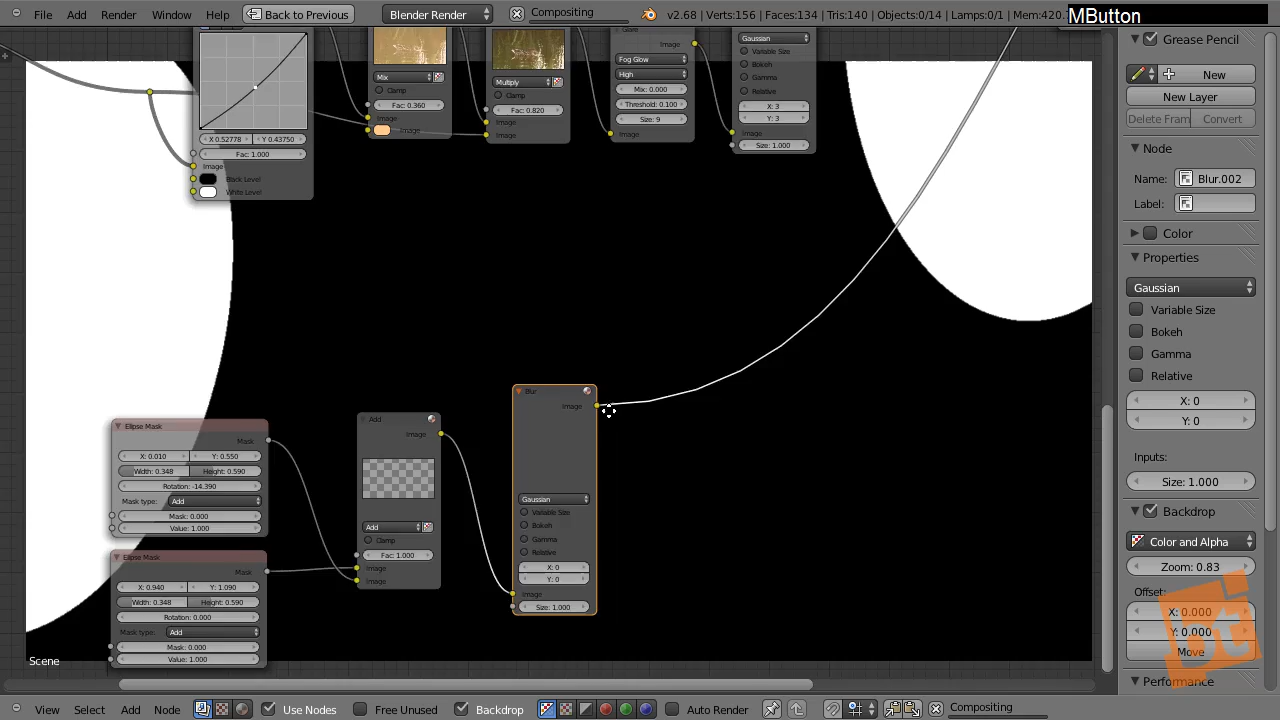 File Add Render Window Help Back to Previous Blender Render Compositing v2.68 | Verts:156 | Faces:134 | Tris:140 | Objects:0/14 | Lamps:0/1 | Mem:420. MButton
X 0.52778 Y 0.43750
Fac: 1.000
Image
Black Level
White Level
Mix
Clamp
Fac: 0.360
Image
Image
Multiply
Clamp
Fac: 0.820
Image
Image
Image
Fog Glow
High
Mix: 0.000
Threshold: 0.100
Size: 9
Image
Gaussian
Variable Size
Bokeh
Gamma
Relative
X: 3
Y: 3
Image
Size: 1.000
Elipse Mask
Mask
X: 0.010 Y: 0.550
Width: 0.348 Height: 0.590
Rotation: -14.390
Mask type: Add
Mask: 0.000
Value: 1.000
Elipse Mask
Mask
X: 0.940 Y: 1.090
Width: 0.348 Height: 0.590
Rotation: 0.000
Mask type: Add
Mask: 0.000
Value: 1.000
Add
Image
Add
Clamp
Fac: 1.000
Image
Image
Blur
Image
Gaussian
Variable Size
Bokeh
Gamma
Relative
X: 0
Y: 0
Image
Size: 1.000
Scene
Grease Pencil
New
New Layer
Delete Fram Convert
Node
Name: Blur.002
Label:
Color
Properties
Gaussian
Variable Size
Bokeh
Gamma
Relative
X: 0
Y: 0
Inputs:
Size: 1.000
Backdrop
Color and Alpha
Zoom: 0.83
Offset:
X: 0.000
Y: 0.000
Move
Performance
bt
View Select Add Node Use Nodes Free Unused Backdrop Auto Render Compositing